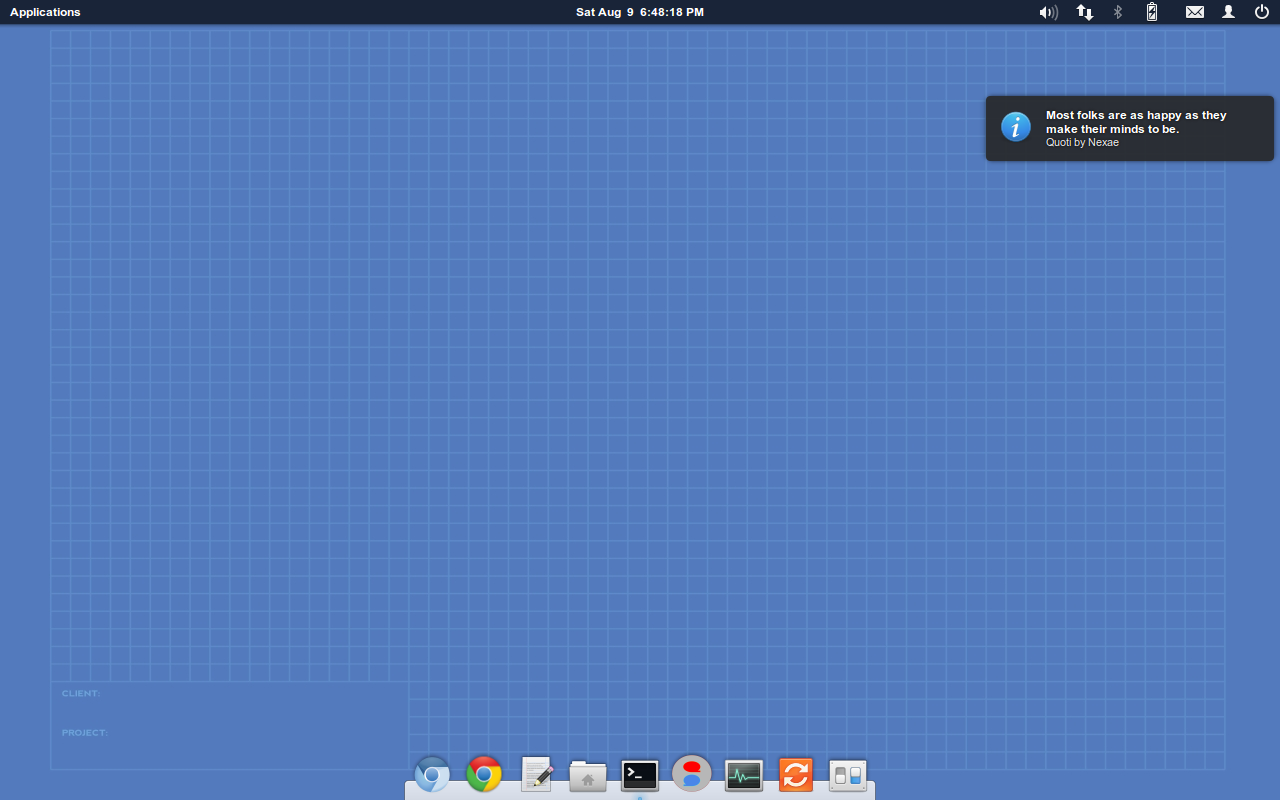 Applications
Sat Aug 9 6:48:18 PM
Most folks are as happy as they
make their minds to be.
Quoti by Nexae
CLIENT:
PROJECT: